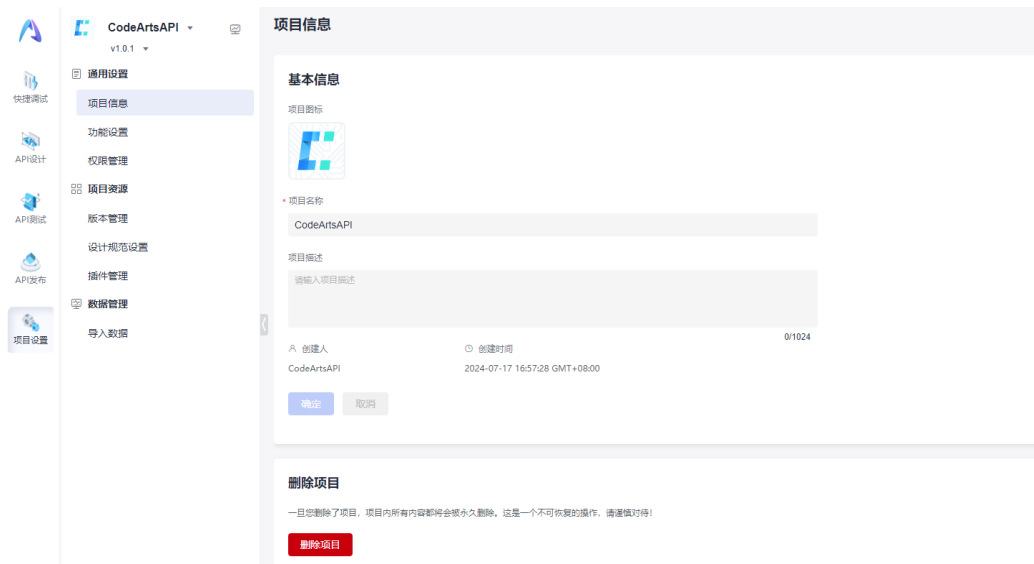 快捷调试
API设计
API测试
API发布
项目设置
CodeArtsAPI
v1.0.1
通用设置
项目信息
功能设置
权限管理
项目资源
版本管理
设计规范设置
插件管理
数据管理
导入数据
项目信息
基本信息
项目图标
* 项目名称
CodeArtsAPI
项目描述
请输入项目描述
0/1024
创建人 创建时间
CodeArtsAPI 2024-07-17 16:57:28 GMT+08:00
确定 取消
删除项目
一旦您删除了项目，项目内所有内容都将会被永久删除。这是一个不可恢复的操作，请谨慎对待！
删除项目